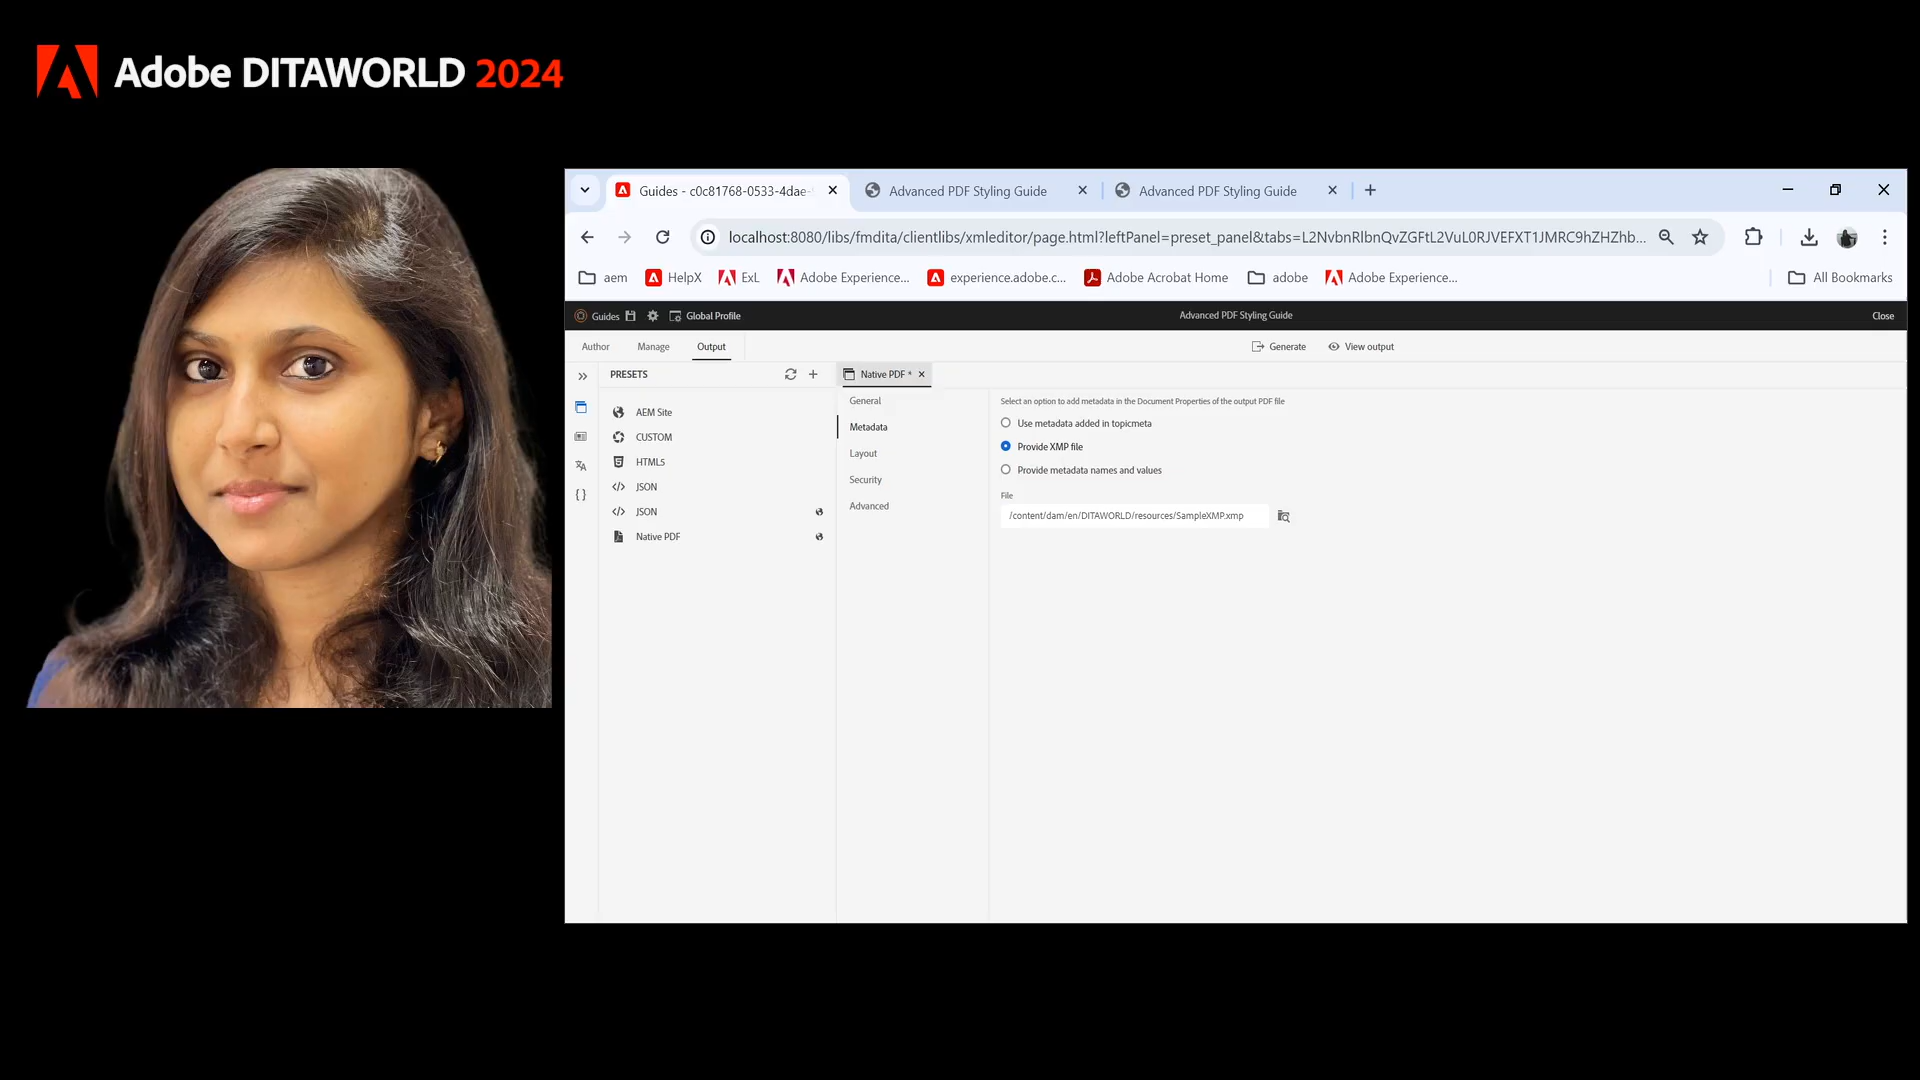 Adobe DITAWORLD 2024
Guides - c0c81768-0533-4dae-
Advanced PDF Styling Guide
Advanced PDF Styling Guide
localhost:8080/libs/fmdita/clientlibs/xmleditor/page.html?leftPanel=preset_panel&tabs=L2NvbnRlbnQvZGFtL2VuL0RJVEFXT1JMRC9hZHZhb...
aem
HelpX
ExL
Adobe Experience...
experience.adobe.c...
Adobe Acrobat Home
adobe
Adobe Experience...
All Bookmarks
Guides
Global Profile
Advanced PDF Styling Guide
Close
Author
Manage
Output
Generate
View output
PRESETS
AEM Site
CUSTOM
HTML5
JSON
JSON
Native PDF
Native PDF *
General
Metadata
Layout
Security
Advanced
Select an option to add metadata in the Document Properties of the output PDF file
Use metadata added in topicmeta
Provide XMP file
Provide metadata names and values
File
/content/dam/en/DITAWORLD/resources/SampleXMP.xmp